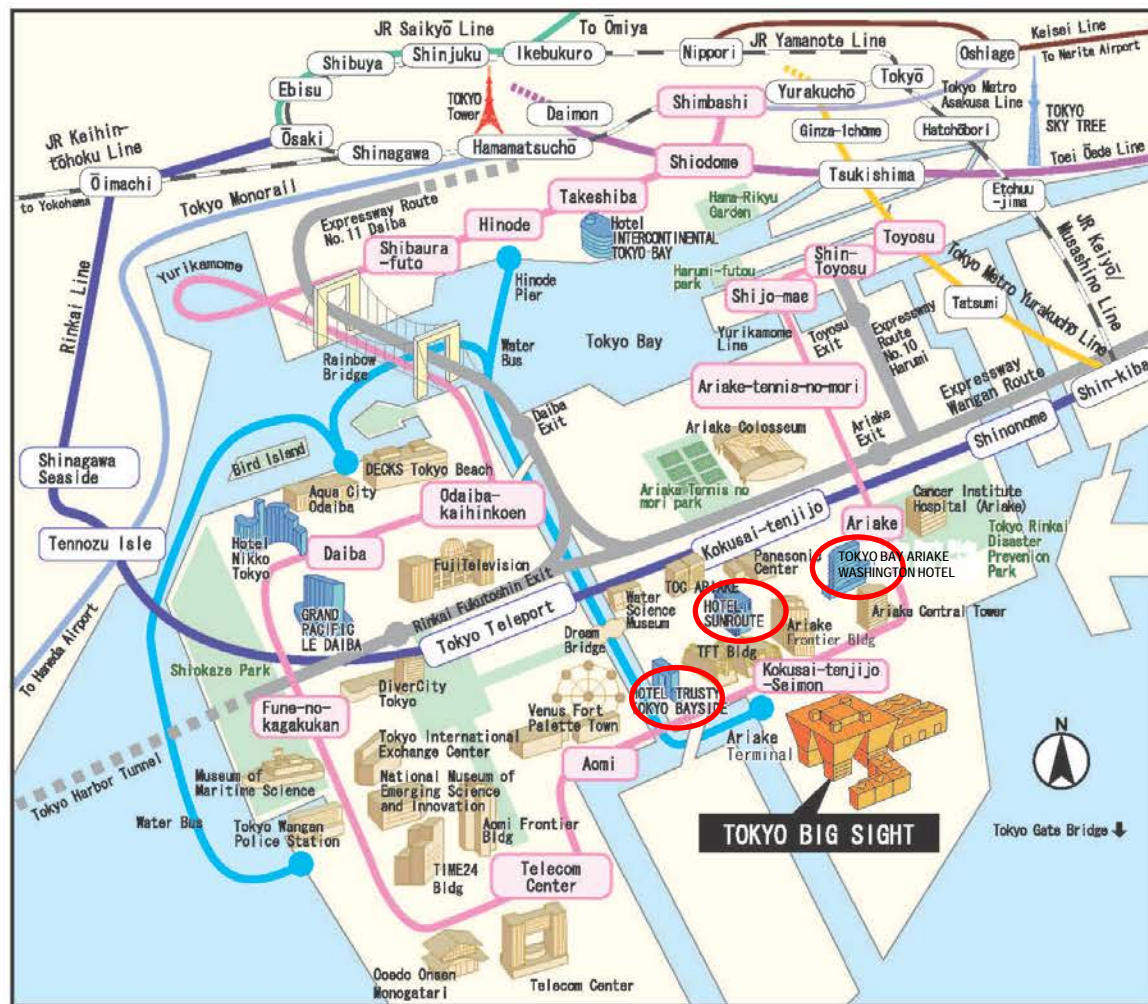 JR Saikyō Line
To Ōmiya
Keisei Line
To Narita Airport
Shibuya
Shinjuku
Ikebukuro
Nippori
JR Yamanote Line
Oshiage
Ebisu
TOKYO
Tower
Daimon
Shimbashi
Yurakuchō
Tokyō
Tokyo Metro
Asakusa Line
TOKYO
SKY TREE
JR Keihin-
tōhoku Line
Ōsaki
Shinagawa
Hamamatsuchō
Ginza-1chome
Hatchōbori
Ōimachi
to Yokohama
Tokyo Monorail
Shiodome
Tsukishima
Toei Ōedo Line
Expressway Route
No.11 Daiba
Takeshiba
Hama-Rikyu
Garden
Etchuu
-jima
Hinode
Hotel
INTERCONTINENTAL
TOKYO BAY
Shibaura
-futo
Toyosu
Shin-
Toyosu
JR Keiyō/
Musashino Line
Yurikamome
Hinode
Pier
Harumi-futou
park
Shijo-mae
Tokyo Metro Yurakucho Line
Tatsumi
Rinkai Line
Rainbow
Bridge
Water
Bus
Tokyo Bay
Yurikamome
Line
Toyosu
Exit
Expressway
Route
No.10
Harumi
Expressway
Wangan Route
Shin-kiba
Ariake-tennis-no-mori
Daiba
Exit
Ariake Colosseum
Ariake
Exit
Shinonome
Shinagawa
Seaside
Bird Island
DECKS Tokyo Beach
Aqua City
Odaiba
Odaiba-
kaihinkoen
Ariake Tennis no
mori park
Kokusai-tenjijo
Ariake
Cancer Institute
Hospital (Ariake)
Tokyo Rinkai
Disaster
Prevenion
Park
Tennozu Isle
Hotel
Nikko
Tokyo
Daiba
FujiTelevision
Panasonic
Center
TOKYO BAY ARIAKE
WASHINGTON HOTEL
TOC ARIAKE
GRAND
PACIFIC
LE DAIBA
Rinkai Fukutoshin Exit
Tokyo Teleport
Water
Science
Museum
HOTEL
SUNROUTE
Ariake
Frontier Bldg
Ariake Central Tower
To Haneda Airport
Dream
Bridge
TFT Bldg
Kokusai-tenjijo
-Seimon
Shiokaze Park
DiverCity
Tokyo
HOTEL TRUSTY
TOKYO BAYSIDE
Fune-no-
kagakukan
Venus Fort
Palette Town
Tokyo International
Exchange Center
Ariake
Terminal
N
Aomi
Tokyo Harbor Tunnel
Museum of
Maritime Science
National Museum of
Emerging Science
and Innovation
Water Bus
Tokyo Wangan
Police Station
Aomi Frontier
Bldg
TOKYO BIG SIGHT
Tokyo Gate Bridge
TIME24
Bldg
Telecom
Center
Ooedo Onsen
Monogatari
Telecom Center